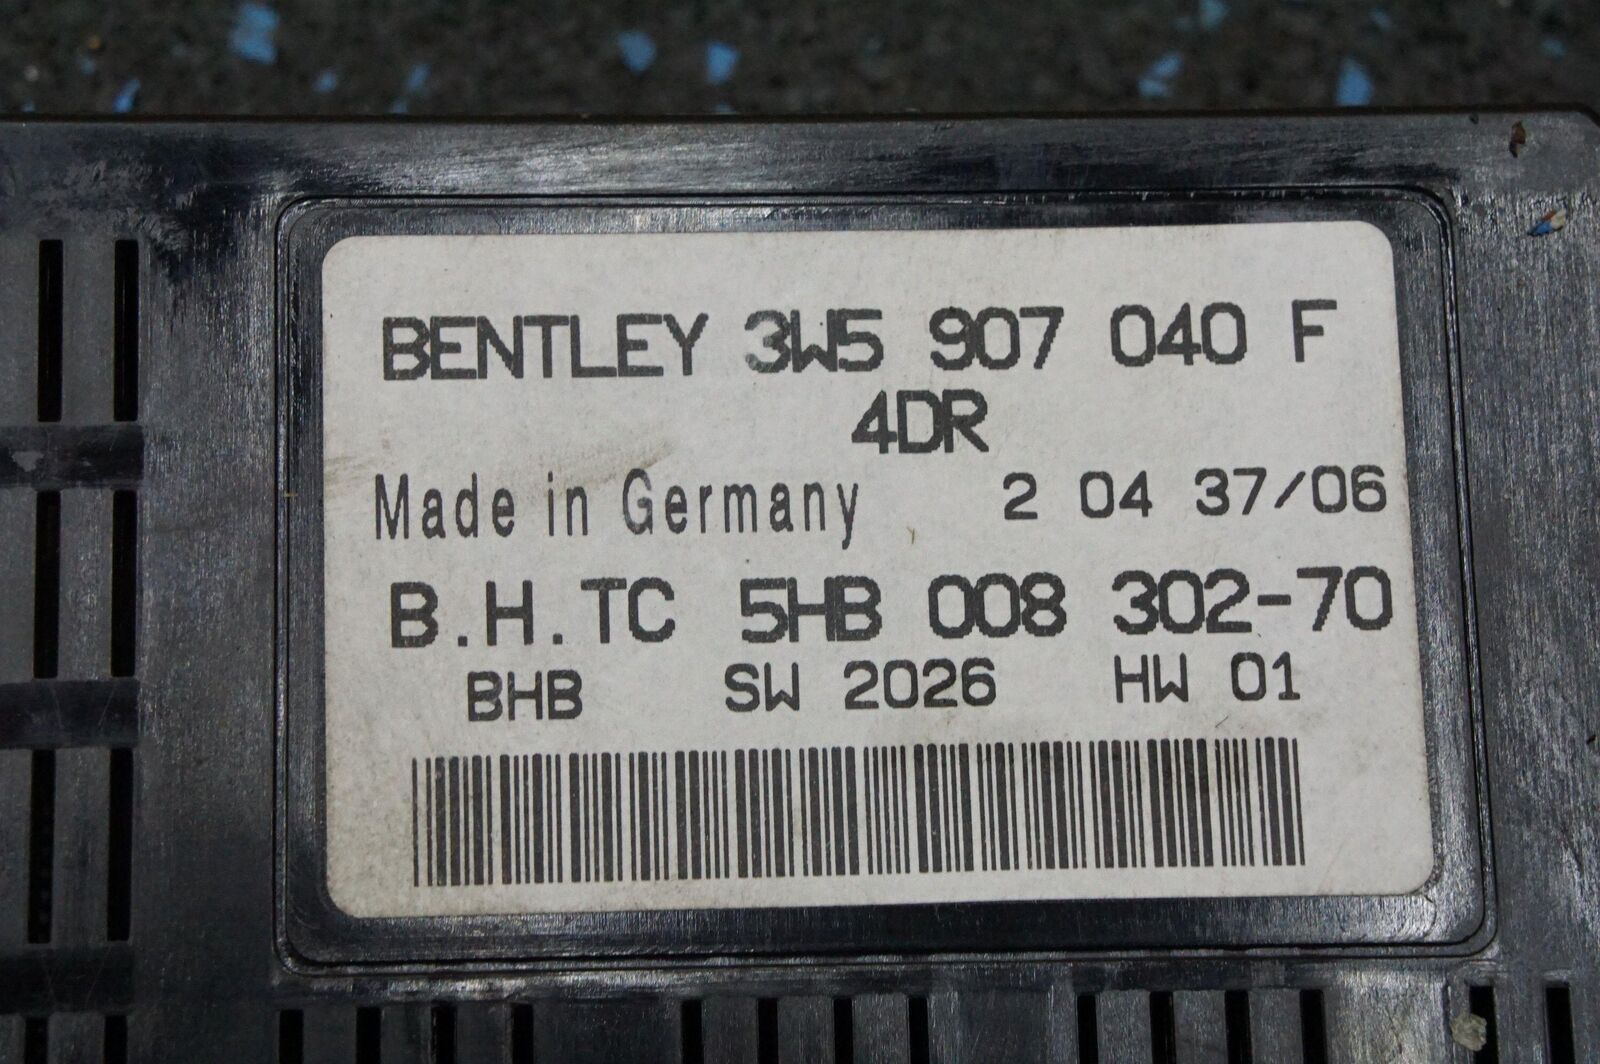 BENTLEY 3W5 907 040 F
4DR
Made in Germany 2 04 37/06
B.H.TC 5HB 008 302-70
BHB SW 2026 HW 01